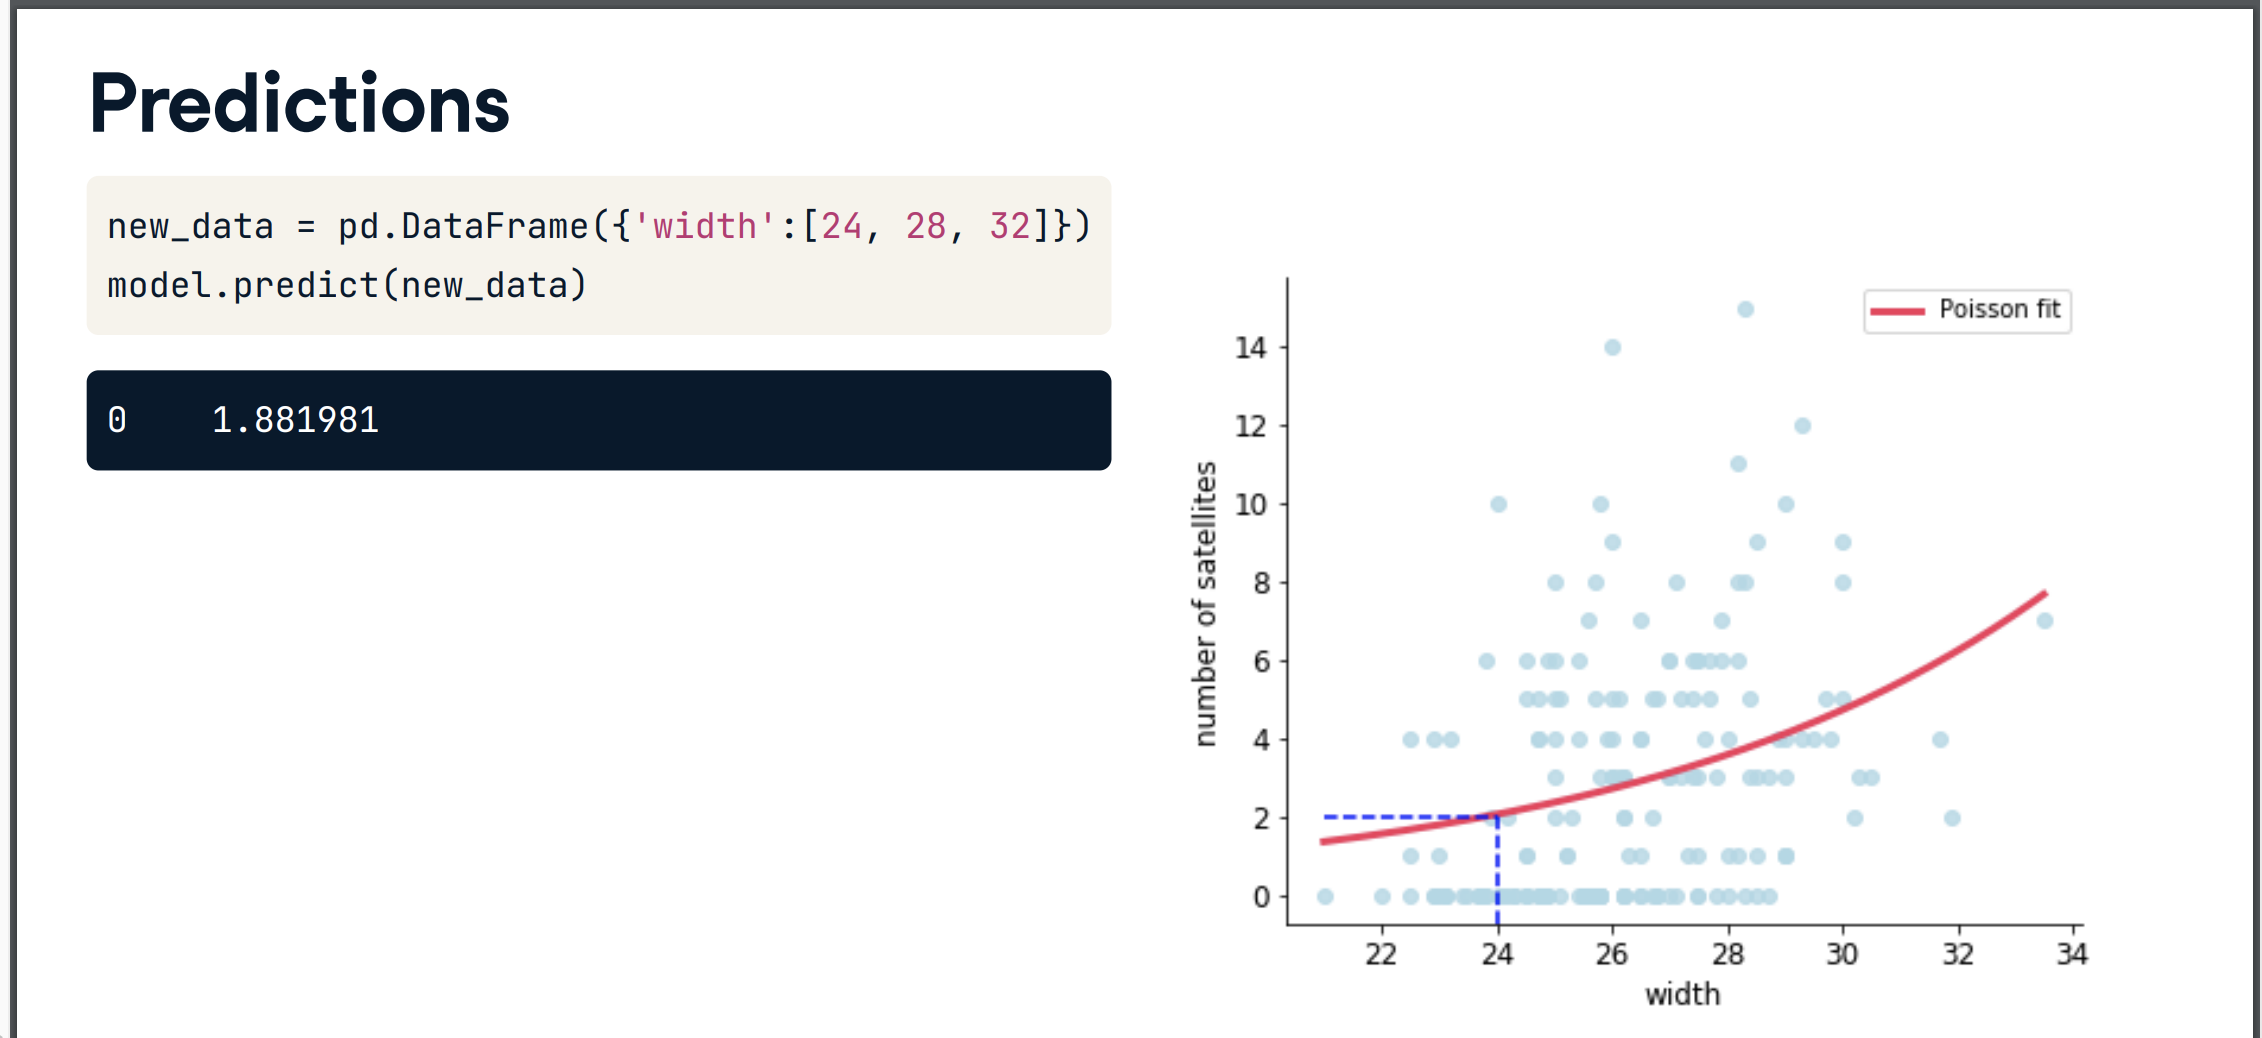 Predictions
new_data = pd.DataFrame({'width':[24, 28, 32]})
model.predict(new_data)
0    1.881981
Poisson fit
14
12
10
8
6
4
2
0
number of satellites
22 24 26 28 30 32 34
width